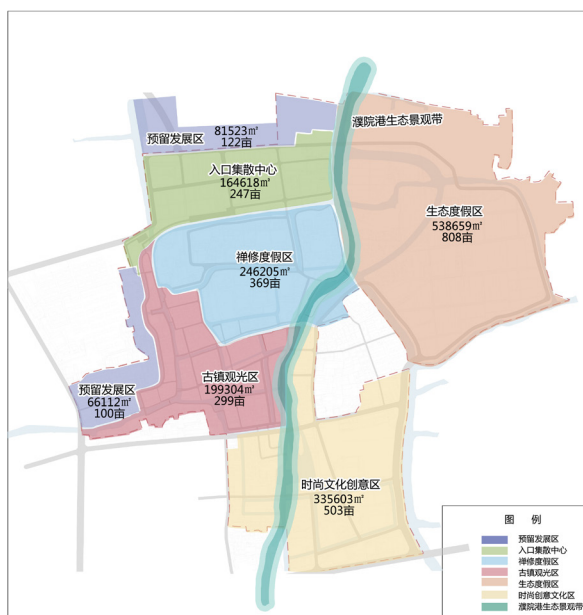 濮院港生态景观带
81523㎡
预留发展区
122亩
入口集散中心
164618㎡
247亩
生态度假区
538659㎡
808亩
禅修度假区
246205㎡
369亩
古镇观光区
199304㎡
299亩
预留发展区
66112㎡
100亩
时尚文化创意区
335603㎡
503亩
图 例
预留发展区
入口集散中心
禅修度假区
古镇观光区
生态度假区
时尚创意文化区
濮院港生态景观带